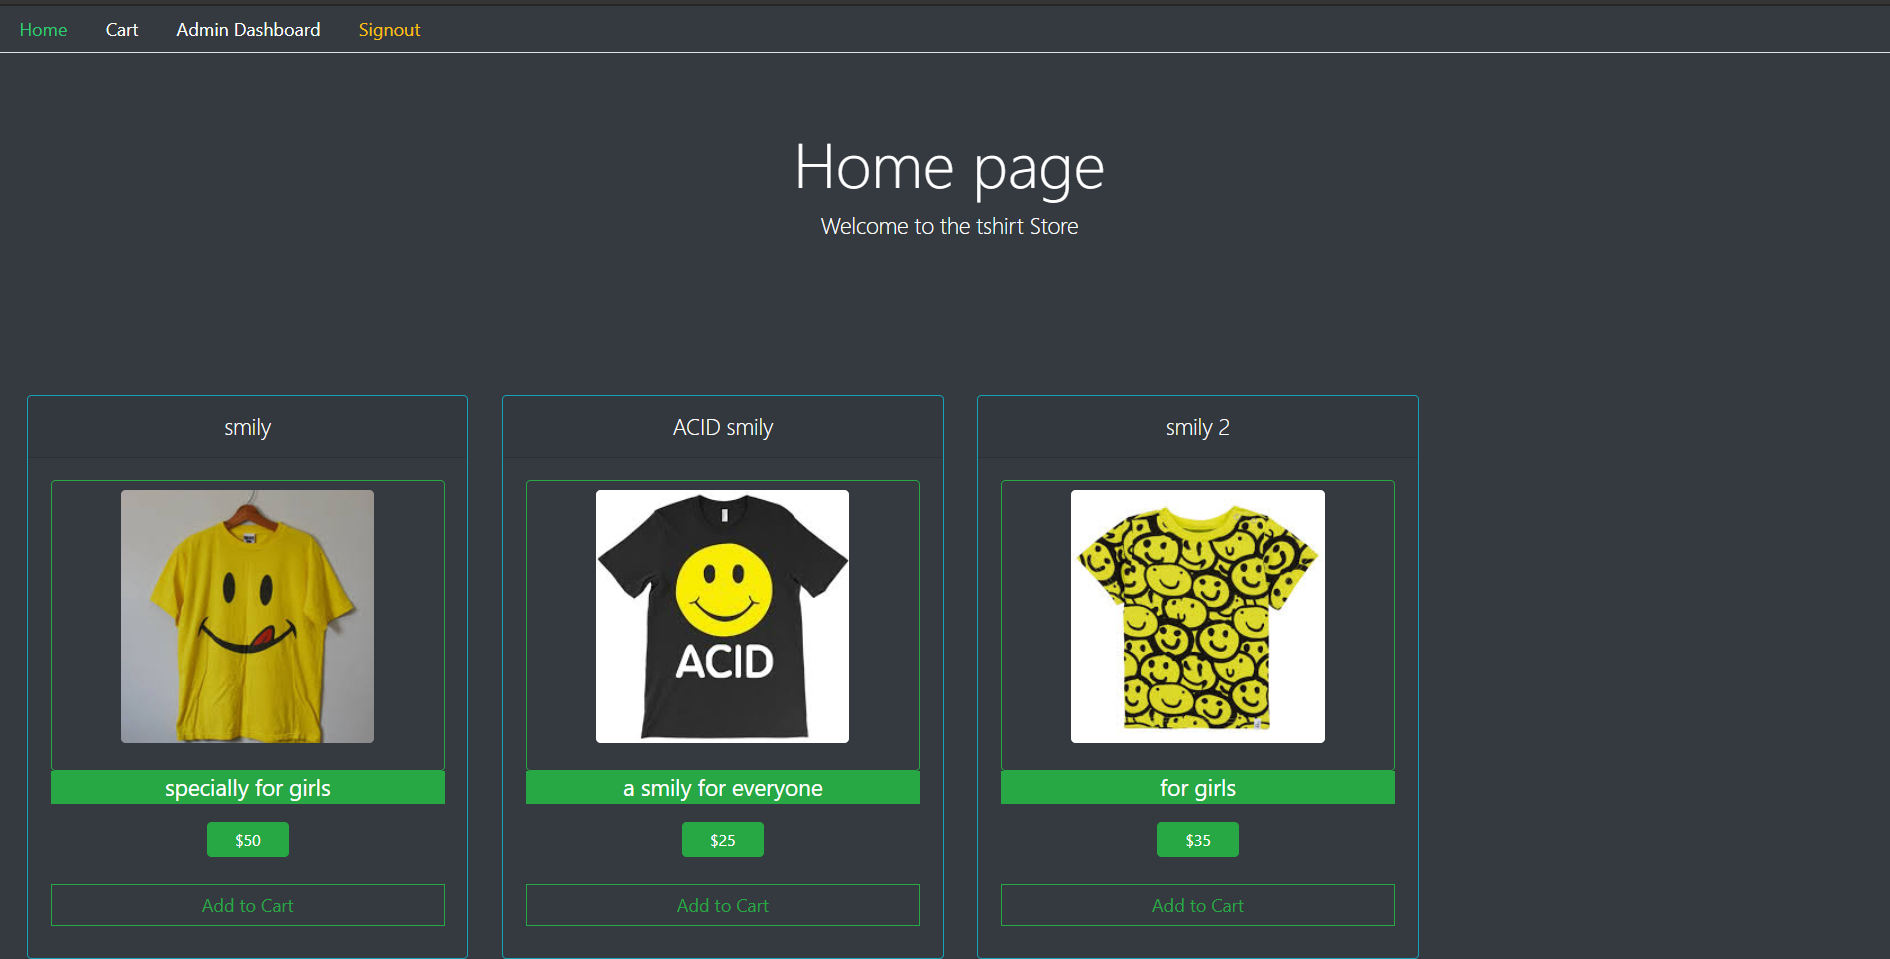 Home Cart Admin Dashboard Signout
Home page
Welcome to the tshirt Store
smily
ACID smily
smily 2
ACID
specially for girls
a smily for everyone
for girls
$50
$25
$35
Add to Cart
Add to Cart
Add to Cart